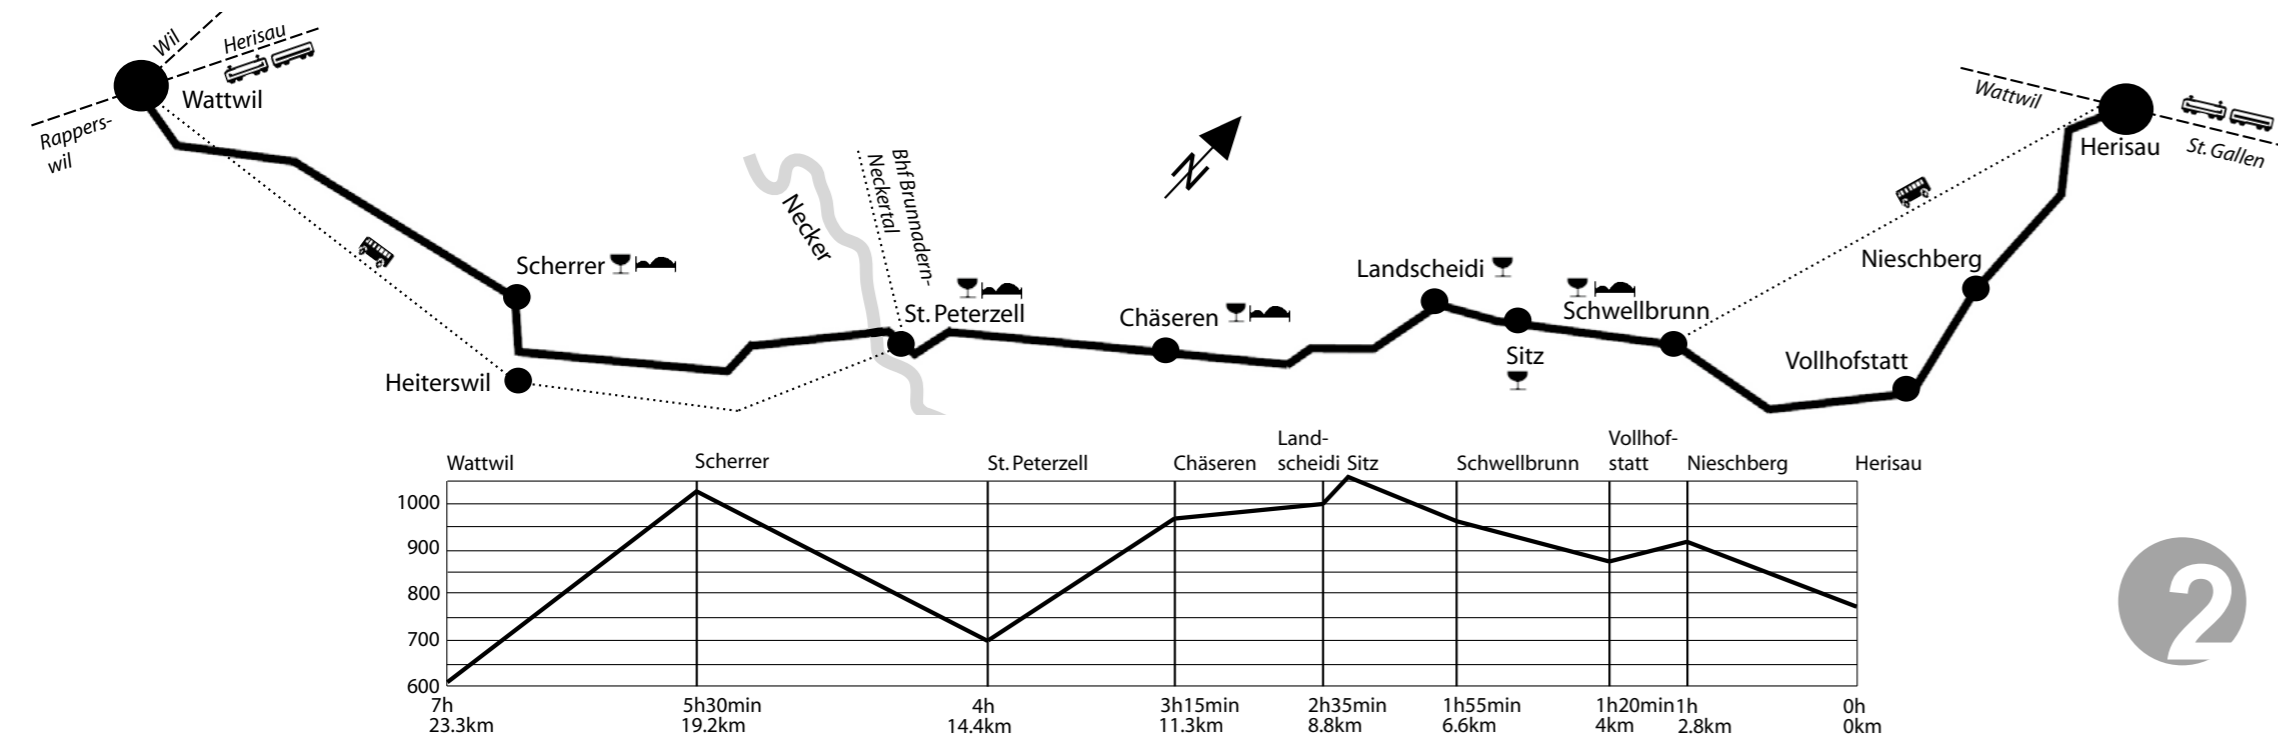 Wil
Herisau
Wattwil
Rappers-
wil
Scherrer
Heiterswil
Necker
Bhf Brunnadern-
Neckertal
St. Peterzell
N
Chäseren
Landscheidi
Sitz
Schwellbrunn
Vollhofstatt
Nieschberg
Wattwil
Herisau
St. Gallen
Wattwil
Scherrer
St. Peterzell
Chäseren
Land-
scheidi
Sitz
Schwellbrunn
Vollhof-
statt
Nieschberg
Herisau
1000
900
800
700
600
7h 5h30min 4h 3h15min 2h35min 1h55min 1h20min 1h 0h
23.3km 19.2km 14.4km 11.3km 8.8km 6.6km 4km 2.8km 0km
2